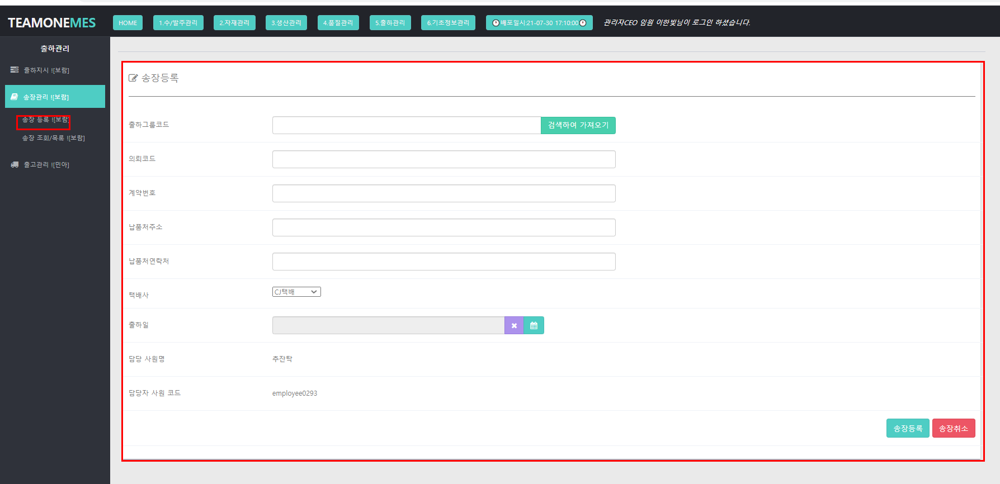 TEAMONEMES
HOME
1.수/발주관리
2.자재관리
3.생산관리
4.품질관리
5.출하관리
6.기초정보관리
배포일시:21-07-30 17:10:00
관리자CEO 임원 이한빛님이 로그인 하셨습니다.
출하관리
출하지시 ![보람]
송장관리 ![보람]
송장 등록 ![보람]
송장 조회/목록 ![보람]
출고관리 ![민아]
송장등록
출하그룹코드
검색하여 가져오기
의뢰코드
계약번호
납품처주소
납품처연락처
택배사
CJ택배
출하일
담당 사원명
추잔탁
담당자 사원 코드
employee0293
송장등록
송장취소